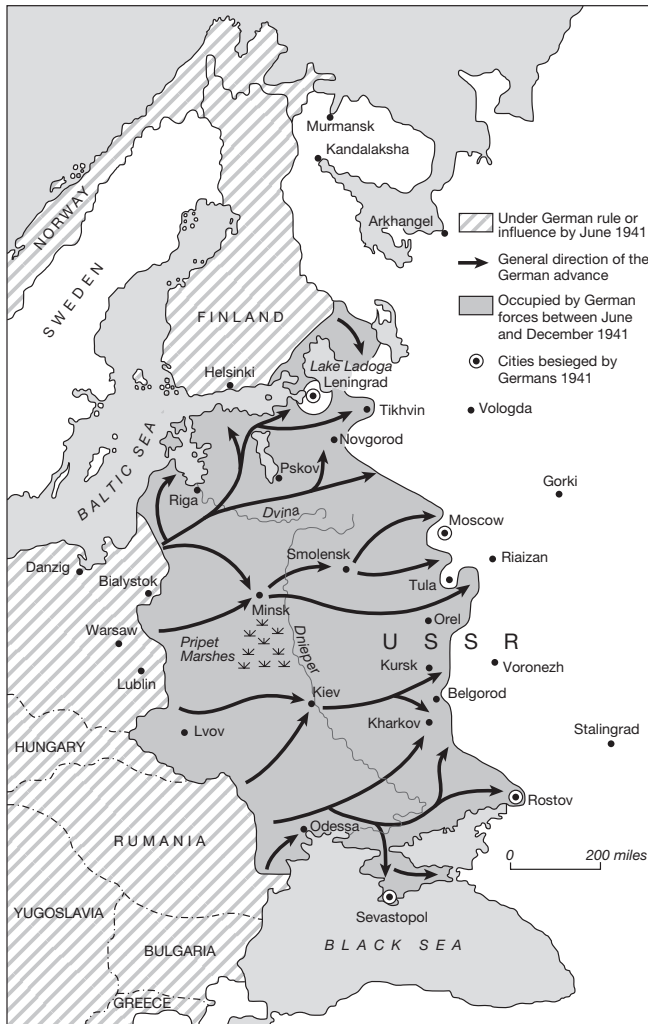 Murmansk
Kandalaksha
Arkhangel
NORWAY
SWEDEN
FINLAND
Under German rule or
influence by June 1941
General direction of the
German advance
Occupied by German
forces between June
and December 1941
Cities besieged by
Germans 1941
Helsinki
Lake Ladoga
Leningrad
Tikhvin
Vologda
Novgorod
BALTIC SEA
Pskov
Riga
Gorki
Dvina
Moscow
Danzig
Smolensk
Riaizan
Bialystok
Tula
Minsk
Orel
Warsaw
Pripet
Marshes
Dnieper
USSR
Kursk
Voronezh
Lublin
Kiev
Belgorod
Lvov
Kharkov
Stalingrad
HUNGARY
Rostov
Odessa
RUMANIA
0 200 miles
YUGOSLAVIA
Sevastopol
BULGARIA
BLACK SEA
GREECE